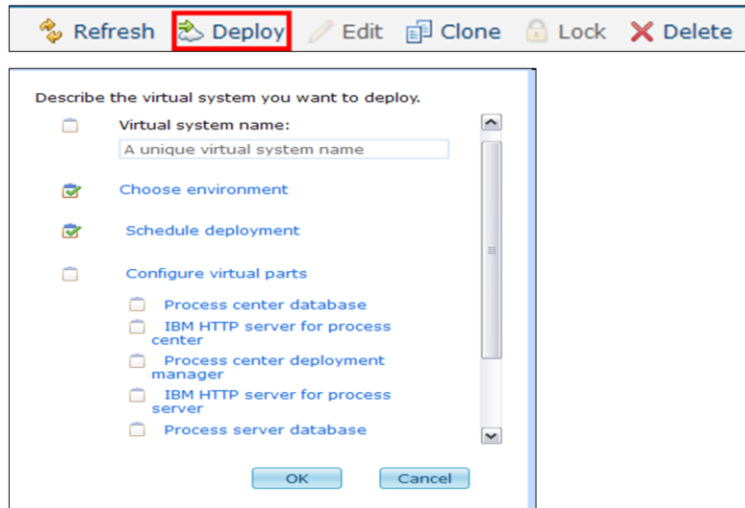 Refresh Deploy Edit Clone Lock Delete
Describe the virtual system you want to deploy.
Virtual system name:
A unique virtual system name
Choose environment
Schedule deployment
Configure virtual parts
Process center database
IBM HTTP server for process
center
Process center deployment
manager
IBM HTTP server for process
server
Process server database
OK Cancel